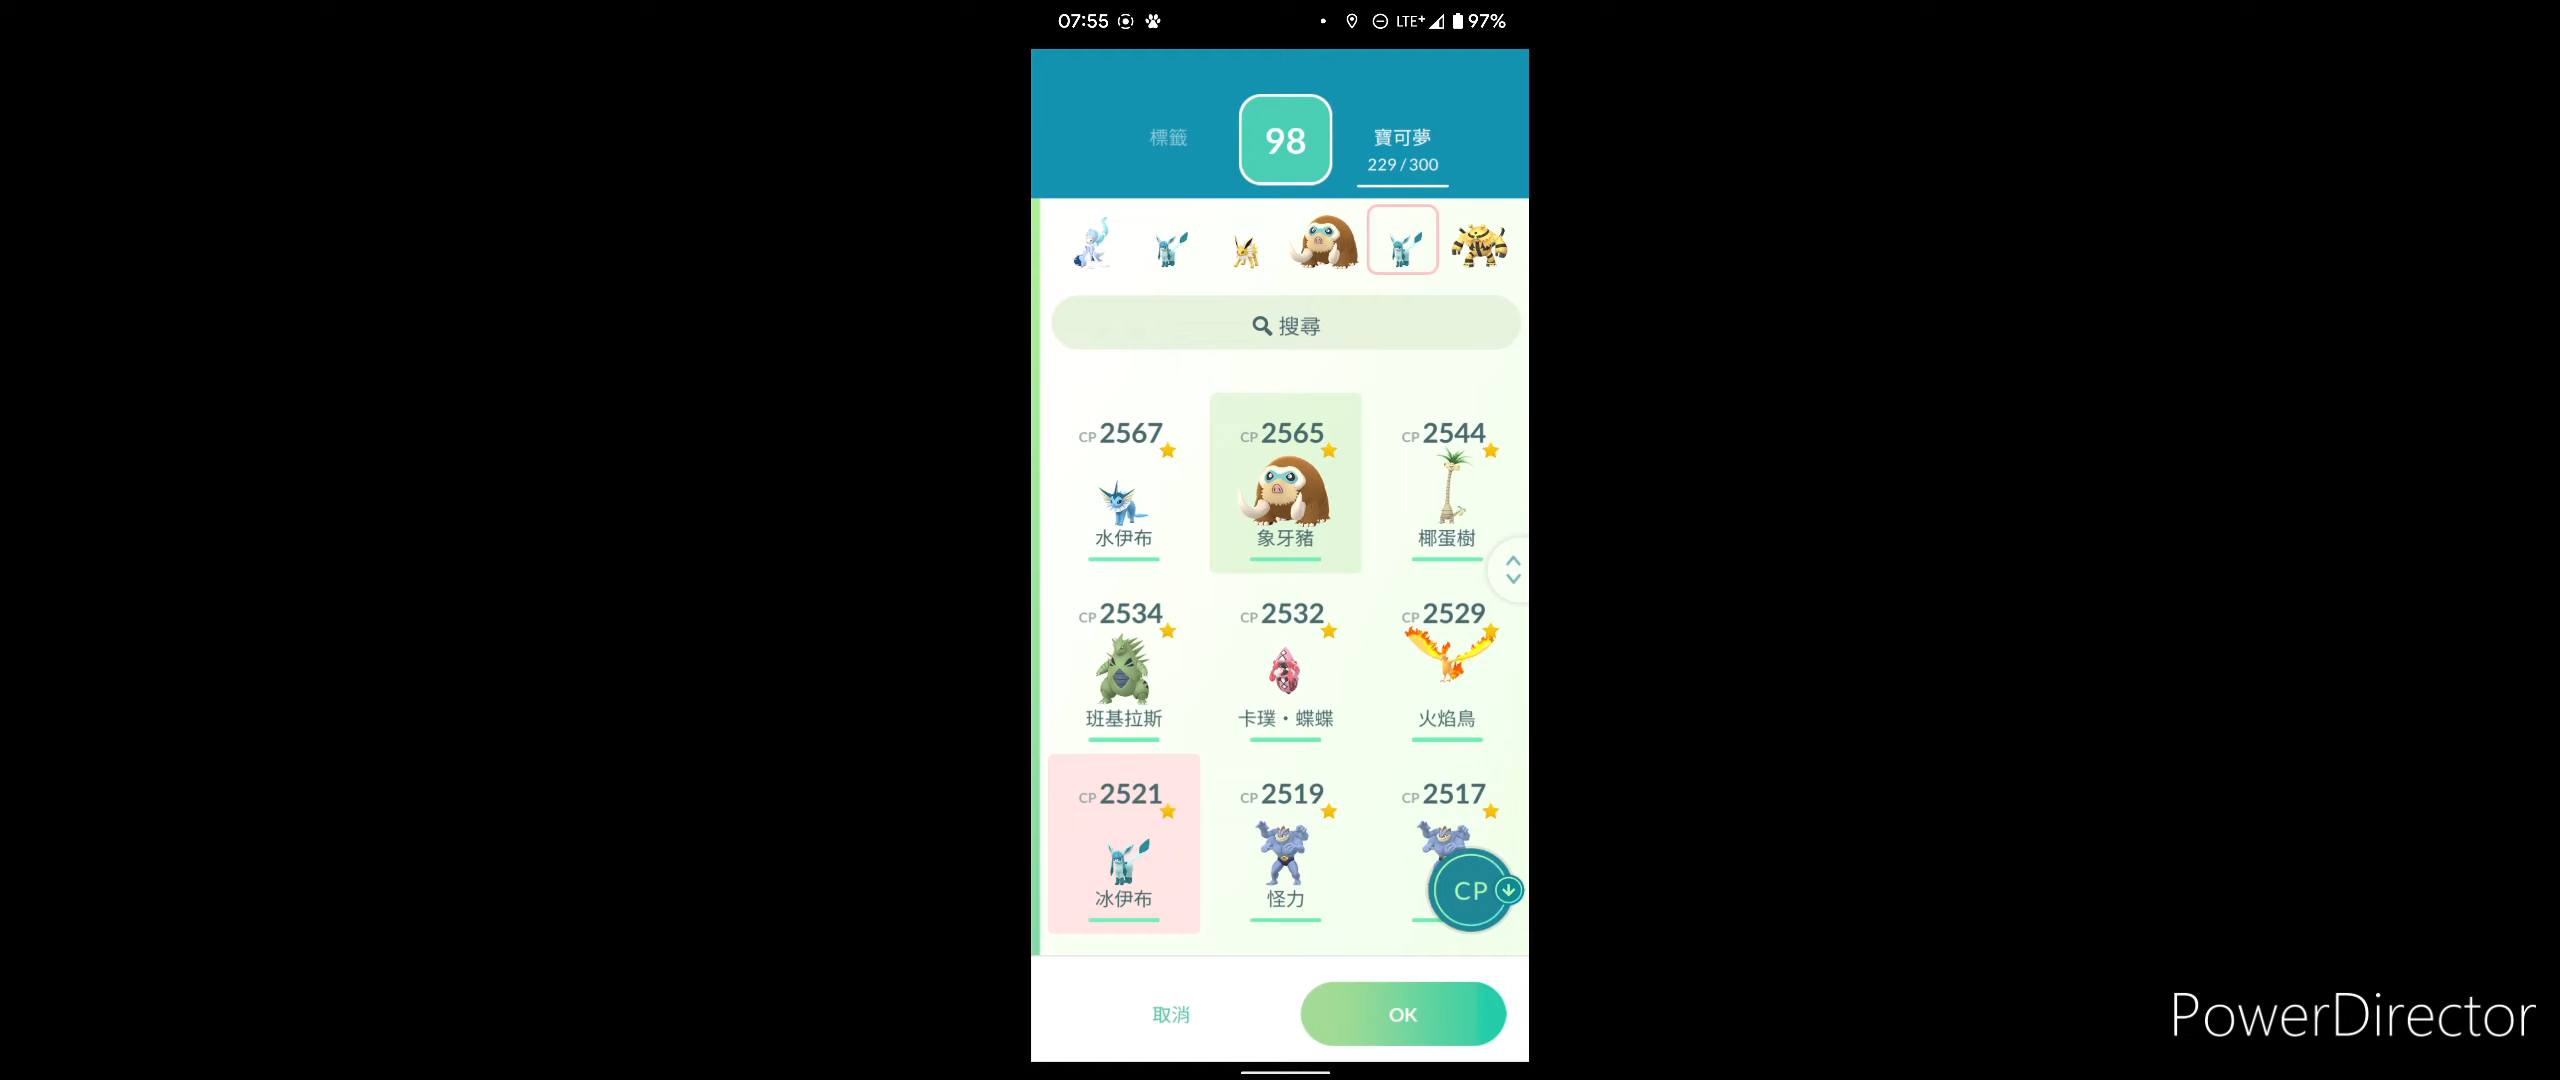 07:55
LTE+ 97%
標籤
98
寶可夢
229/300
搜尋
CP 2567
CP 2565
CP 2544
水伊布
象牙豬
椰蛋樹
CP 2534
CP 2532
CP 2529
班基拉斯
卡璞・蝶蝶
火焰鳥
CP 2521
CP 2519
CP 2517
冰伊布
怪力
CP
取消
OK
PowerDirector